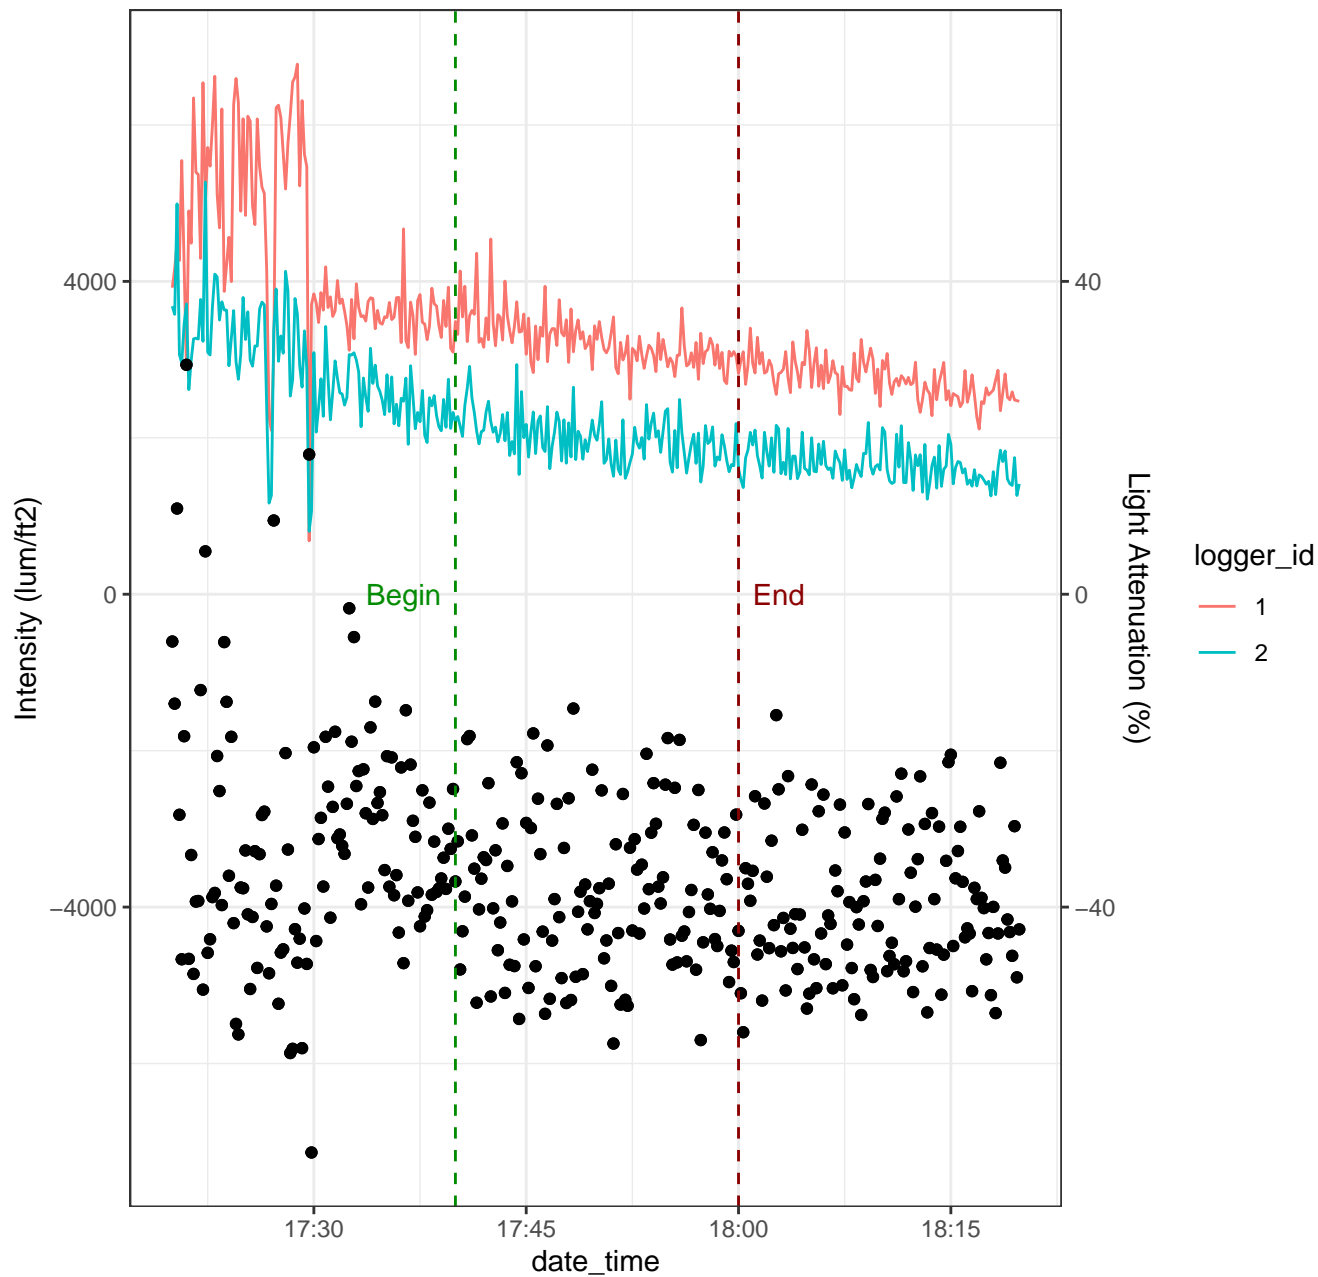 Intensity (lum/ft2)
4000
0
−4000
Begin
End
40
0
−40
Light Attenuation (%)
17:30
17:45
18:00
18:15
date_time
logger_id
1
2